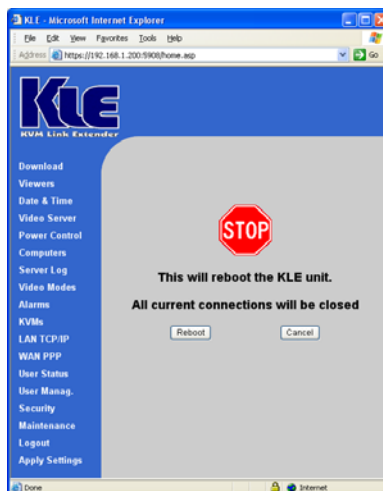 KLE - Microsoft Internet Explorer
File Edit View Favorites Tools Help
Address https://192.168.1.200:5908/home.asp Go
KLE
KVM Link Extender
Download
Viewers
Date & Time
Video Server
Power Control
Computers
Server Log
Video Modes
Alarms
KVMs
LAN TCP/IP
WAN PPP
User Status
User Manag.
Security
Maintenance
Logout
Apply Settings
STOP
This will reboot the KLE unit.
All current connections will be closed
Reboot Cancel
Done Internet